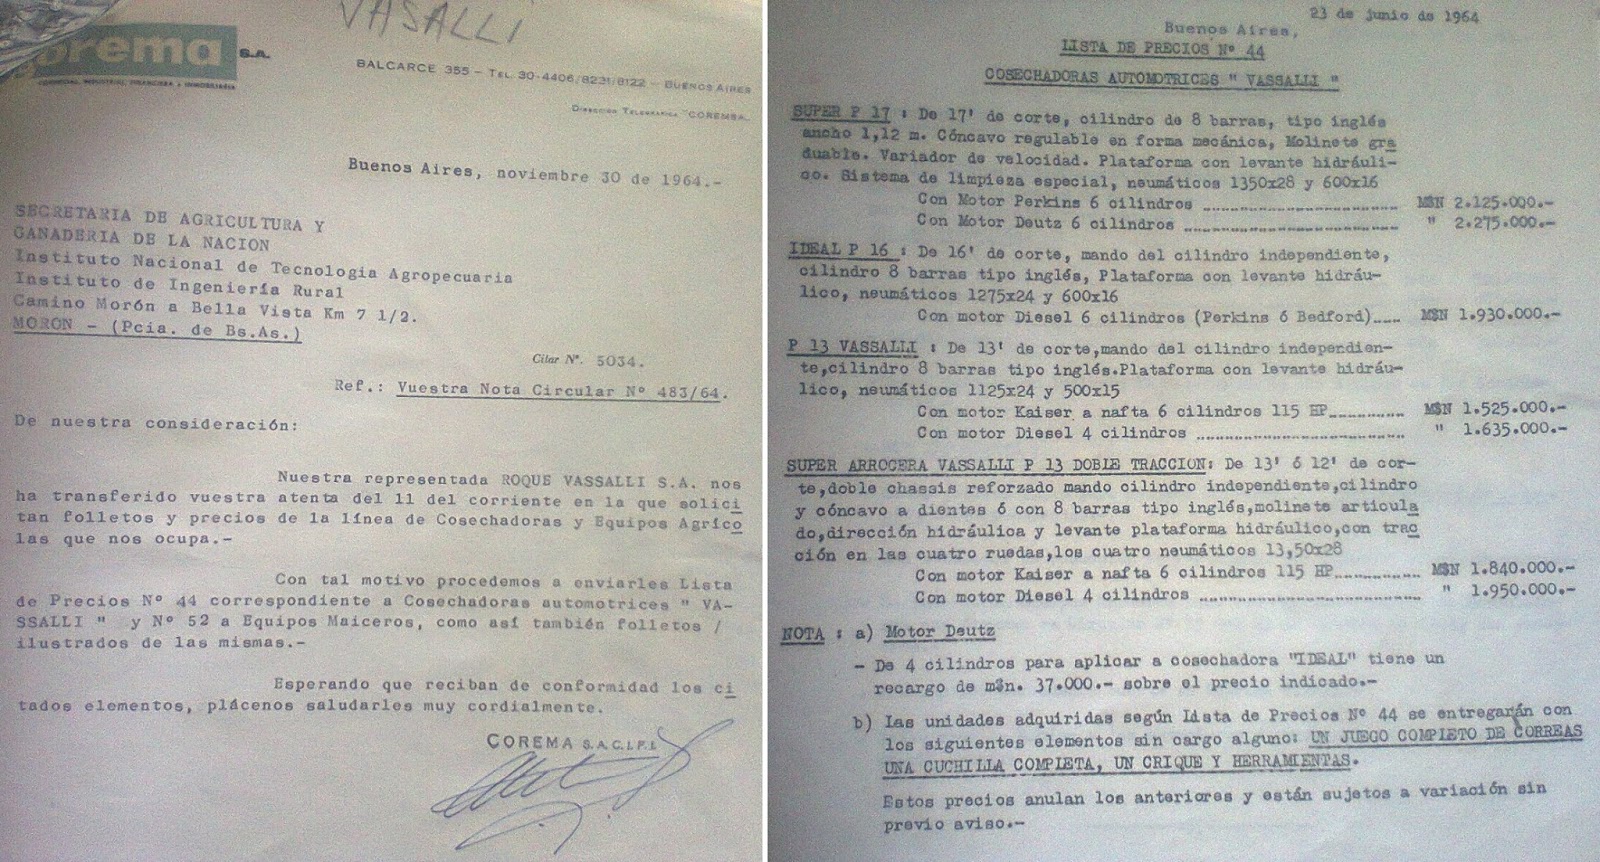 VASALLI
orema S.A.
COMERCIAL, INDUSTRIAL, FINANCIERA e INMOBILIARIA
BALCARCE 355 - TEL. 30-4406/8231/8122 - BUENOS AIRES
DIRECCIÓN TELEGRAFICA "COREMSA"
Buenos Aires, noviembre 30 de 1964.-
SECRETARIA DE AGRICULTURA Y
GANADERIA DE LA NACION
Instituto Nacional de Tecnología Agropecuaria
Instituto de Ingeniería Rural
Camino Morón a Bella Vista Km 7 1/2.
MORON - (Pcia. de Bs.As.)
Citar Nº. 5034.
Ref.: Vuestra Nota Circular Nº 483/64.
De nuestra consideración:
Nuestra representada ROQUE VASSALLI S.A. nos
ha transferido vuestra atenta del 11 del corriente en la que solici
tan folletos y precios de la línea de Cosechadoras y Equipos Agríco
las que nos ocupa.-
Con tal motivo procedemos a enviarles Lista
de Precios Nº 44 correspondiente a Cosechadoras automotrices " VA-
SSALLI " y Nº 52 a Equipos Maiceros, como así también folletos /
ilustrados de las mismas.-
Esperando que reciban de conformidad los ci
tados elementos, plácenos saludarles muy cordialmente.
COREMA S.A.C.I.F.I.
23 de junio de 1964
Buenos Aires,
LISTA DE PRECIOS Nº 44
COSECHADORAS AUTOMOTRICES " VASSALLI "
SUPER P 17 : De 17' de corte, cilindro de 8 barras, tipo inglés
ancho 1,12 m. Cóncavo regulable en forma mecánica, Molinete gra
duable. Variador de velocidad. Plataforma con levante hidráuli-
co. Sistema de limpieza especial, neumáticos 1350x28 y 600x16
Con Motor Perkins 6 cilindros ........................ M$N 2.125.000.-
Con Motor Deutz 6 cilindros ........................ " 2.275.000.-
IDEAL P 16 : De 16' de corte, mando del cilindro independiente,
cilindro 8 barras tipo inglés, Plataforma con levante hidráu-
lico, neumáticos 1275x24 y 600x16
Con motor Diesel 6 cilindros (Perkins ó Bedford).... M$N 1.930.000.-
P 13 VASSALLI : De 13' de corte,mando del cilindro independien-
te,cilindro 8 barras tipo inglés.Plataforma con levante hidráu-
lico, neumáticos 1125x24 y 500x15
Con motor Kaiser a nafta 6 cilindros 115 HP.......... M$N 1.525.000.-
Con motor Diesel 4 cilindros ........................ " 1.635.000.-
SUPER ARROCERA VASSALLI P 13 DOBLE TRACCION: De 13' ó 12' de cor-
te,doble chassis reforzado mando cilindro independiente,cilindro
y cóncavo a dientes ó con 8 barras tipo inglés,molinete articula
do,dirección hidráulica y levante plataforma hidráulico,con trac
ción en las cuatro ruedas,los cuatro neumáticos 13,50x28
Con motor Kaiser a nafta 6 cilindros 115 HP.......... M$N 1.840.000.-
Con motor Diesel 4 cilindros ........................ " 1.950.000.-
NOTA : a) Motor Deutz
- De 4 cilindros para aplicar a cosechadora "IDEAL" tiene un
recargo de m$n. 37.000.- sobre el precio indicado.-
b) Las unidades adquiridas según Lista de Precios Nº 44 se entregarán con
los siguientes elementos sin cargo alguno: UN JUEGO COMPLETO DE CORREAS
UNA CUCHILLA COMPLETA, UN CRIQUE Y HERRAMIENTAS.
Estos precios anulan los anteriores y están sujetos a variación sin
previo aviso.-